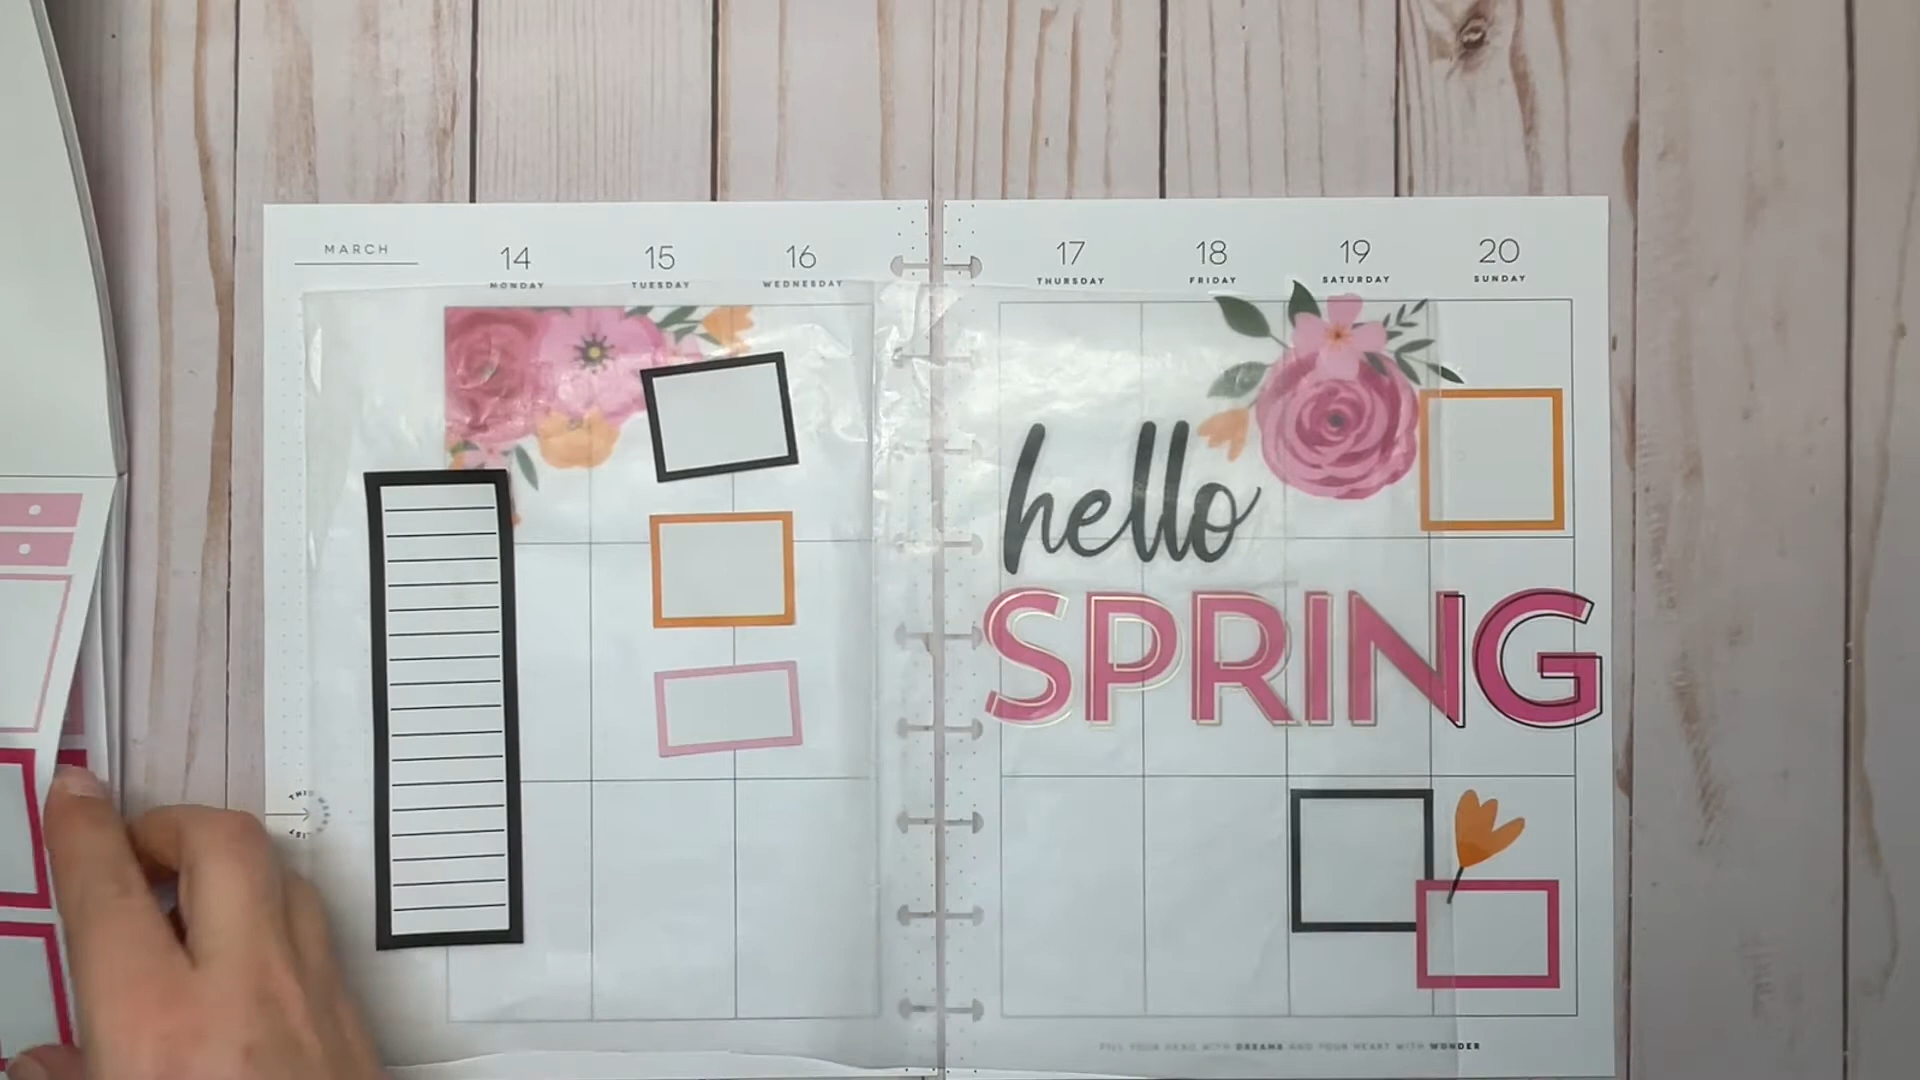 MARCH
14 15 16 17 18 19 20
MONDAY TUESDAY WEDNESDAY THURSDAY FRIDAY SATURDAY SUNDAY
hello
SPRING
FILL YOUR HEAD WITH DREAMS AND YOUR HEART WITH WONDER